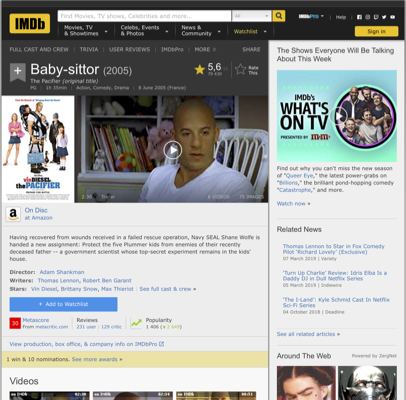 IMDb
Find Movies, TV shows, Celebrities and more...
All
IMDbPro
Help
Movies, TV & Showtimes
Celebs, Events & Photos
News & Community
Watchlist
Sign in
FULL CAST AND CREW | TRIVIA | USER REVIEWS | IMDbPro | MORE
SHARE
Baby-sittor (2005)
The Pacifier (original title)
PG | 1h 35min | Action, Comedy, Drama | 8 June 2005 (France)
5,6
Rate This
VIN DIESEL
the PACIFIER
On Disc
at Amazon
Having recovered from wounds received in a failed rescue operation, Navy SEAL Shane Wolfe is
handed a new assignment: Protect the five Plummer kids from enemies of their recently
deceased father -- a government scientist whose top-secret experiment remains in the kids'
house.
Director: Adam Shankman
Writers: Thomas Lennon, Robert Ben Garant
Stars: Vin Diesel, Brittany Snow, Max Thieriot | See full cast & crew »
+ Add to Watchlist
30
Metascore
From metacritic.com
Reviews
231 user | 129 critic
Popularity
1 406
View production, box office, & company info on IMDbPro
1 win & 10 nominations. See more awards »
Videos
The Shows Everyone Will Be Talking
About This Week
IMDb's
WHAT'S
ON TV
PRESENTED BY
Find out why you can't miss the new season
of "Queer Eye," the latest power-grabs on
"Billions," the brilliant pond-hopping comedy
"Catastrophe," and more.
Watch now »
Related News
Thomas Lennon to Star in Fox Comedy
Pilot 'Richard Lovely' (Exclusive)
07 March 2019 | Variety
'Turn Up Charlie' Review: Idris Elba Is a
Daddy DJ in Dull Netflix Series
05 March 2019 | Indiewire
'The I-Land': Kyle Schmid Cast In Netflix
Sci-Fi Series
04 October 2018 | Deadline
See all related articles »
Around The Web
Powered by ZergNet